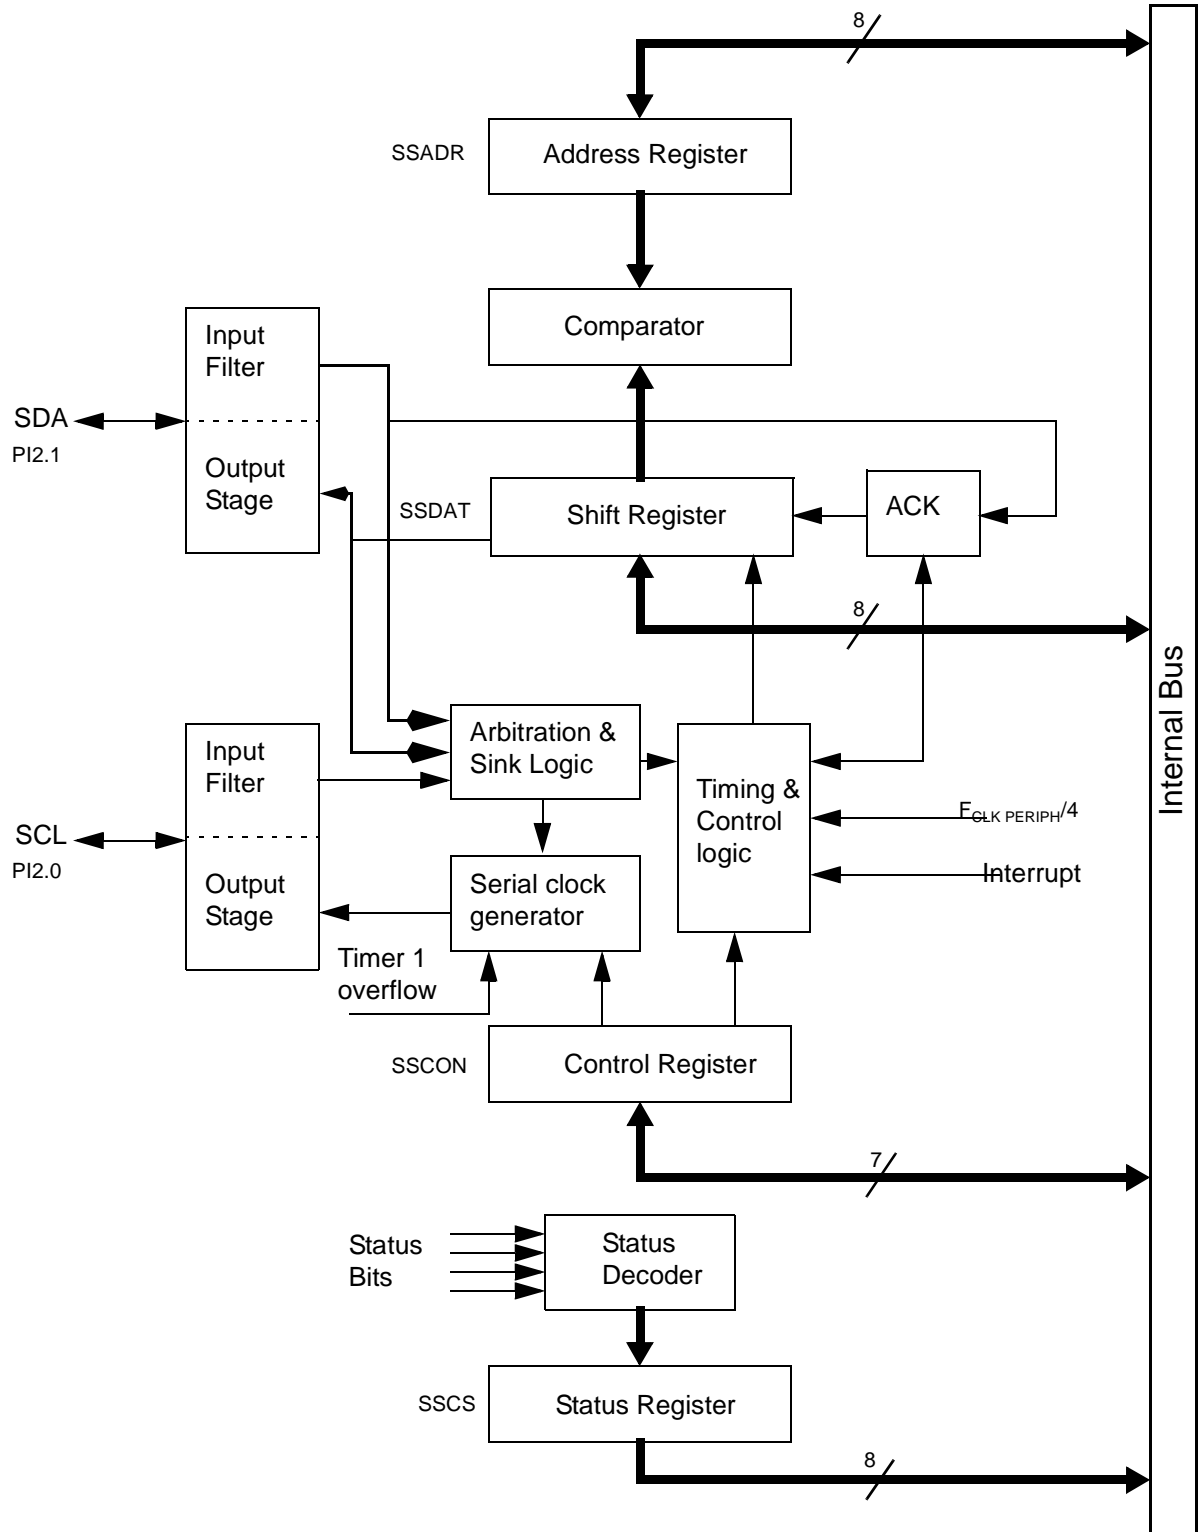 8
SSADR
Address Register
Comparator
Input
Filter
SDA
PI2.1
Output
Stage
SSDAT
Shift Register
ACK
8
Internal Bus
Input
Filter
Arbitration &
Sink Logic
Timing &
Control
logic
FCLK PERIPH/4
SCL
PI2.0
Output
Stage
Serial clock
generator
Interrupt
Timer 1
overflow
SSCON
Control Register
7
Status
Bits
Status
Decoder
SSCS
Status Register
8